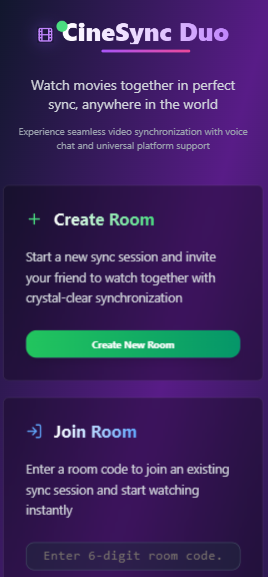 CineSync Duo
Watch movies together in perfect
sync, anywhere in the world
Experience seamless video synchronization with voice
chat and universal platform support
Create Room
Start a new sync session and invite
your friend to watch together with
crystal-clear synchronization
Create New Room
Join Room
Enter a room code to join an existing
sync session and start watching
instantly
Enter 6-digit room code.